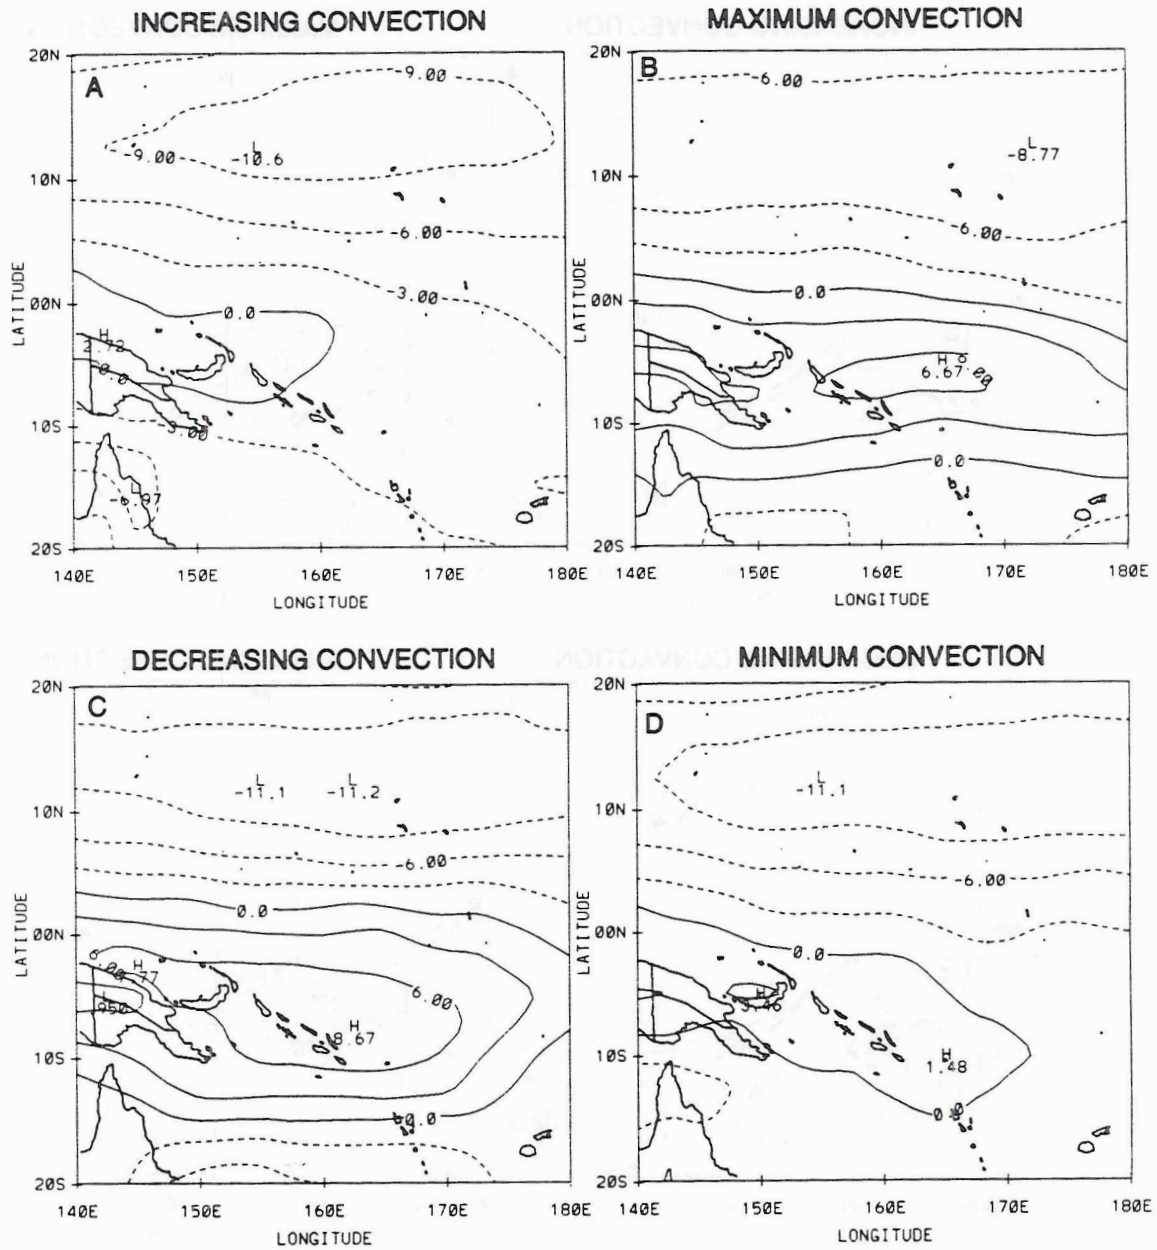 INCREASING CONVECTION
A
20N
10N
00N
10S
20S
LATITUDE
140E 150E 160E 170E 180E
LONGITUDE
-9.00
-9.00
L
-10.6
-6.00
-3.00
0.0
H
2.72
0.0
3.00
L
MAXIMUM CONVECTION
B
20N
10N
00N
10S
20S
LATITUDE
140E 150E 160E 170E 180E
LONGITUDE
-6.00
L
-8.77
-6.00
0.0
H
6.67
0.0
DECREASING CONVECTION
C
20N
10N
00N
10S
20S
LATITUDE
140E 150E 160E 170E 180E
LONGITUDE
L
-11.1
L
-11.2
-6.00
0.0
6.00
H
6.00
H
8.67
0.0
MINIMUM CONVECTION
D
20N
10N
00N
10S
20S
LATITUDE
140E 150E 160E 170E 180E
LONGITUDE
L
-11.1
-6.00
0.0
H
H
1.48